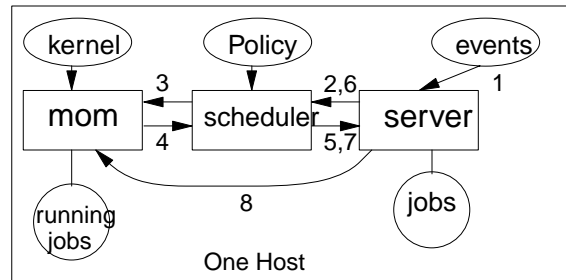 kernel
Policy
events
3
2,6
1
mom
scheduler
server
4
5,7
8
running
jobs
jobs
One Host